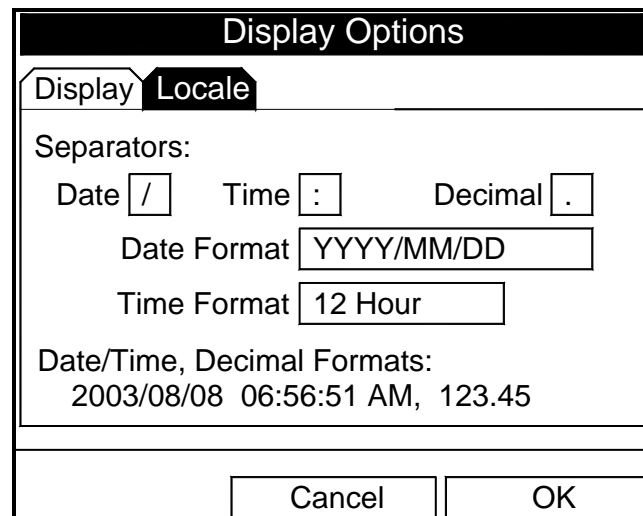 Display Options
Display Locale
Separators:
Date / Time : Decimal .
Date Format YYYY/MM/DD
Time Format 12 Hour
Date/Time, Decimal Formats:
2003/08/08 06:56:51 AM, 123.45
Cancel OK